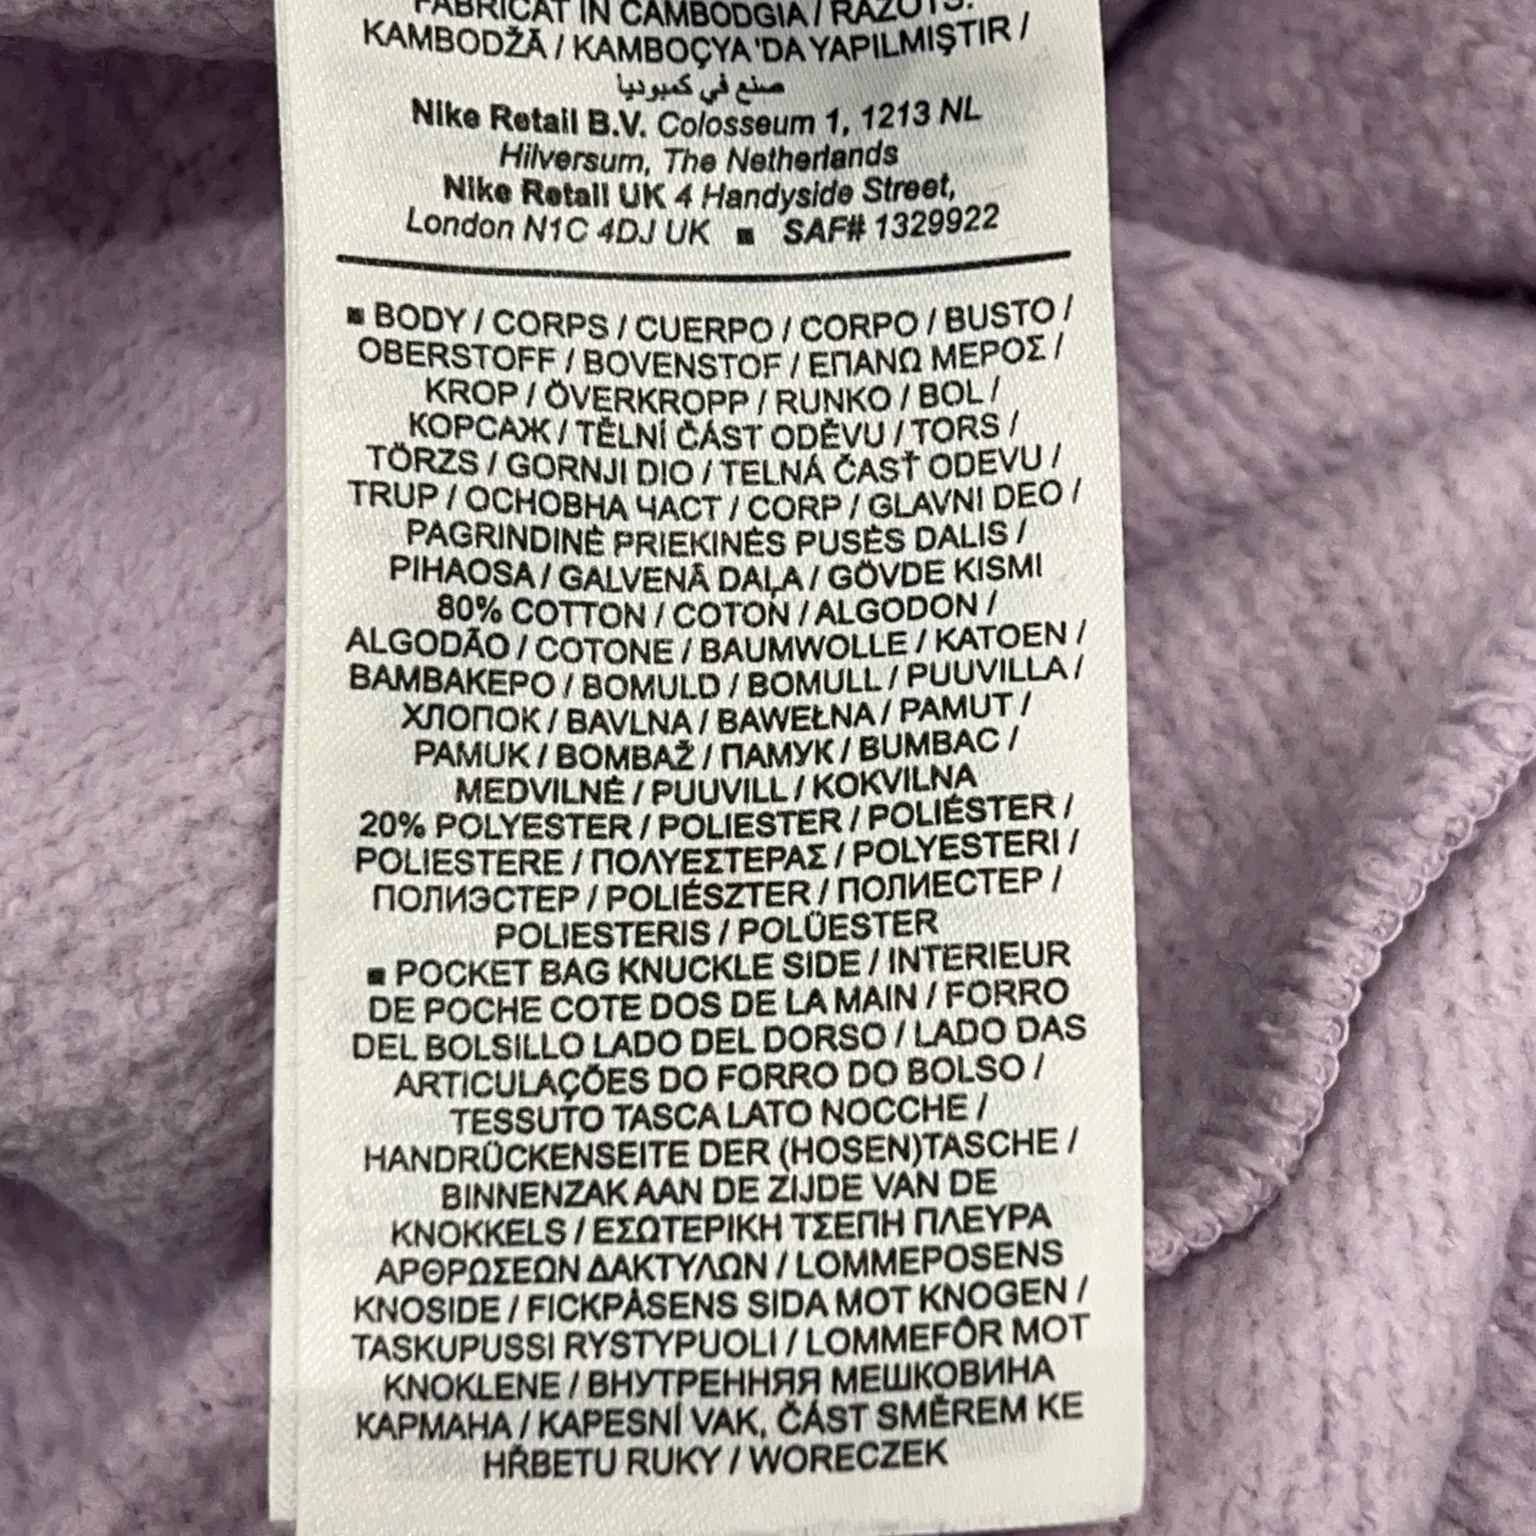 FABRICAT IN CAMBODGIA / RAZOTS:
KAMBODŽĀ / KAMBOÇYA'DA YAPILMIŞTIR /
صنع في كمبوديا
Nike Retail B.V. Colosseum 1, 1213 NL
Hilversum, The Netherlands
Nike Retail UK 4 Handyside Street,
London N1C 4DJ UK ■ SAF# 1329922
■ BODY / CORPS / CUERPO / CORPO / BUSTO /
OBERSTOFF / BOVENSTOF / ΕΠΑΝΩ ΜΕΡΟΣ /
KROP / ÖVERKROPP / RUNKO / BOL /
КОРСАЖ / TĚLNÍ ČÁST ODĚVU / TORS /
TÖRZS / GORNJI DIO / TELNÁ ČASŤ ODEVU /
TRUP / ОСНОВНА ЧАСТ / CORP / GLAVNI DEO /
PAGRINDINĖ PRIEKINĖS PUSĖS DALIS /
PIHAOSA / GALVENĀ DAĻA / GÖVDE KISMI
80% COTTON / COTON / ALGODON /
ALGODÃO / COTONE / BAUMWOLLE / KATOEN /
ΒΑΜΒΑΚΕΡΟ / BOMULD / BOMULL / PUUVILLA /
ХЛОПОК / BAVLNA / BAWEŁNA / PAMUT /
PAMUK / BOMBAŽ / ПАМУК / BUMBAC /
MEDVILNĖ / PUUVILL / KOKVILNA
20% POLYESTER / POLIESTER / POLIÉSTER /
POLIESTERE / ΠΟΛΥΕΣΤΕΡΑΣ / POLYESTERI /
ПОЛИЭСТЕР / POLIÉSZTER / ПОЛИЕСТЕР /
POLIESTERIS / POLÜESTER
■ POCKET BAG KNUCKLE SIDE / INTERIEUR
DE POCHE COTE DOS DE LA MAIN / FORRO
DEL BOLSILLO LADO DEL DORSO / LADO DAS
ARTICULAÇÕES DO FORRO DO BOLSO /
TESSUTO TASCA LATO NOCCHE /
HANDRÜCKENSEITE DER (HOSEN)TASCHE /
BINNENZAK AAN DE ZIJDE VAN DE
KNOKKELS / ΕΣΩΤΕΡΙΚΗ ΤΣΕΠΗ ΠΛΕΥΡΑ
ΑΡΘΡΩΣΕΩΝ ΔΑΚΤΥΛΩΝ / LOMMEPOSENS
KNOSIDE / FICKPÅSENS SIDA MOT KNOGEN /
TASKUPUSSI RYSTYPUOLI / LOMMEFÔR MOT
KNOKLENE / ВНУТРЕННЯЯ МЕШКОВИНА
КАРМАНА / KAPESNÍ VAK, ČÁST SMĚREM KE
HŘBETU RUKY / WORECZEK